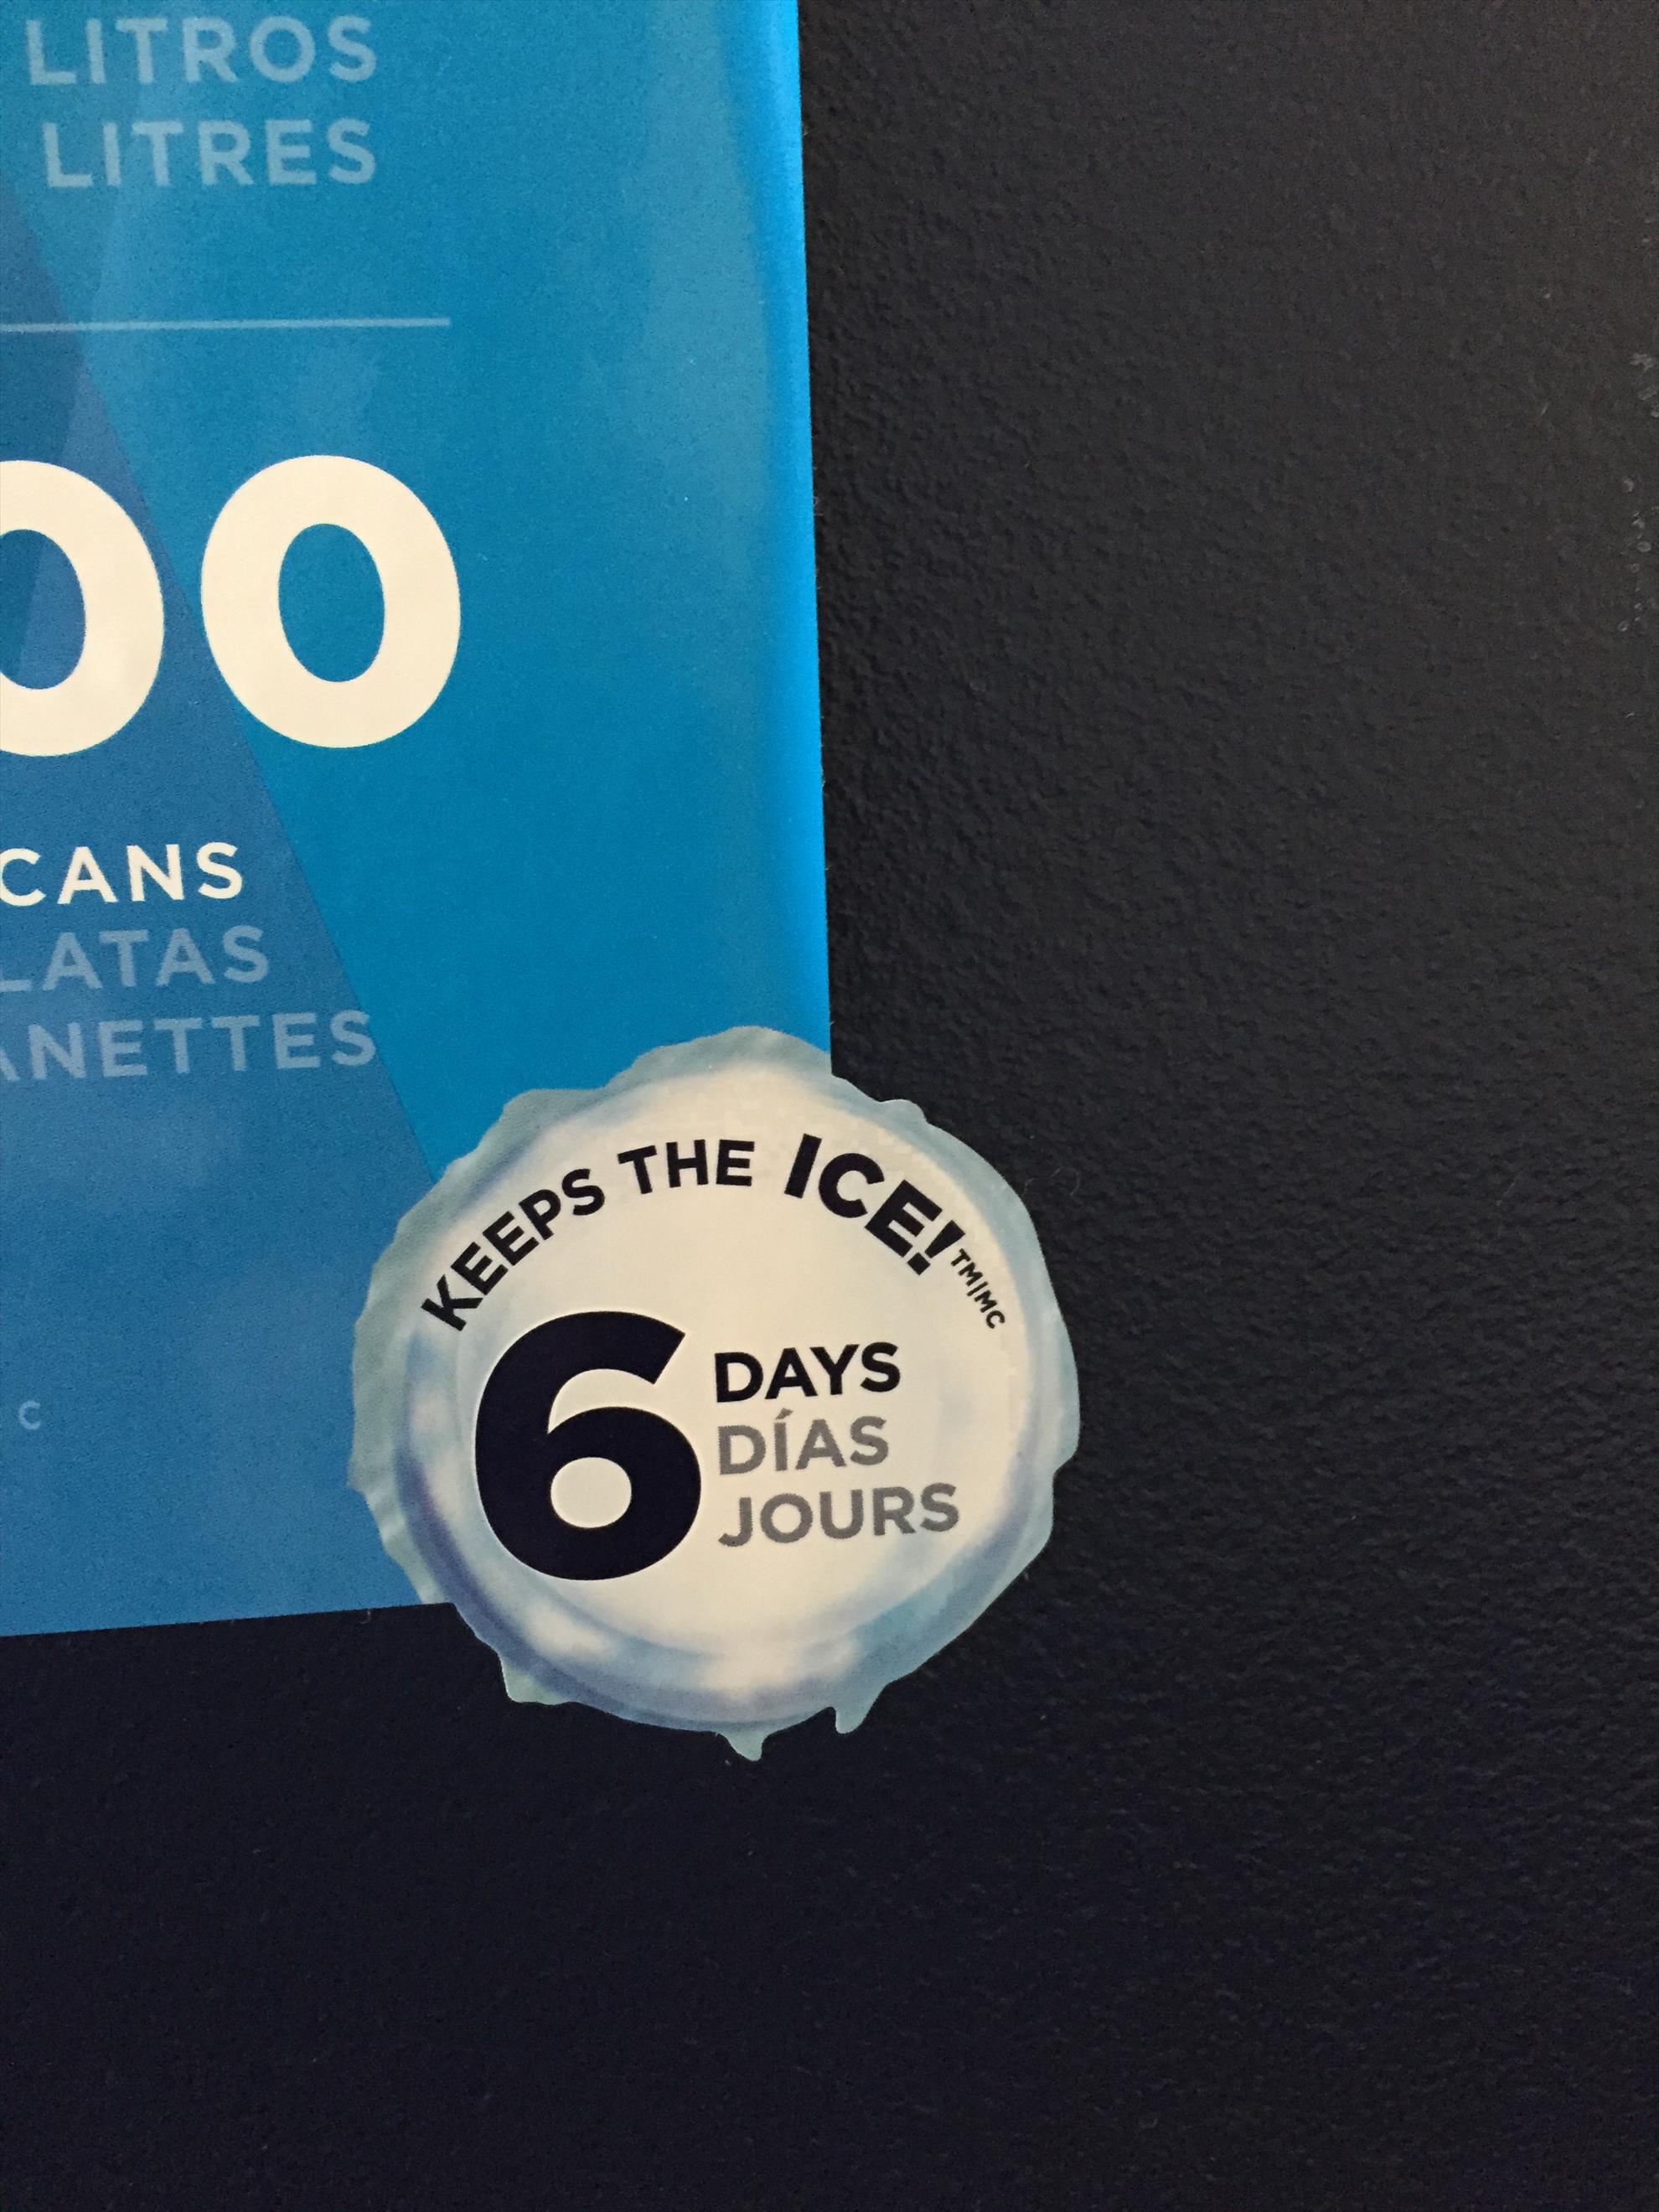 LITROS
LITRES
00
CANS
LATAS
ANETTES
C
KEEPS THE ICE!™|MC
6 DAYS
DÍAS
JOURS